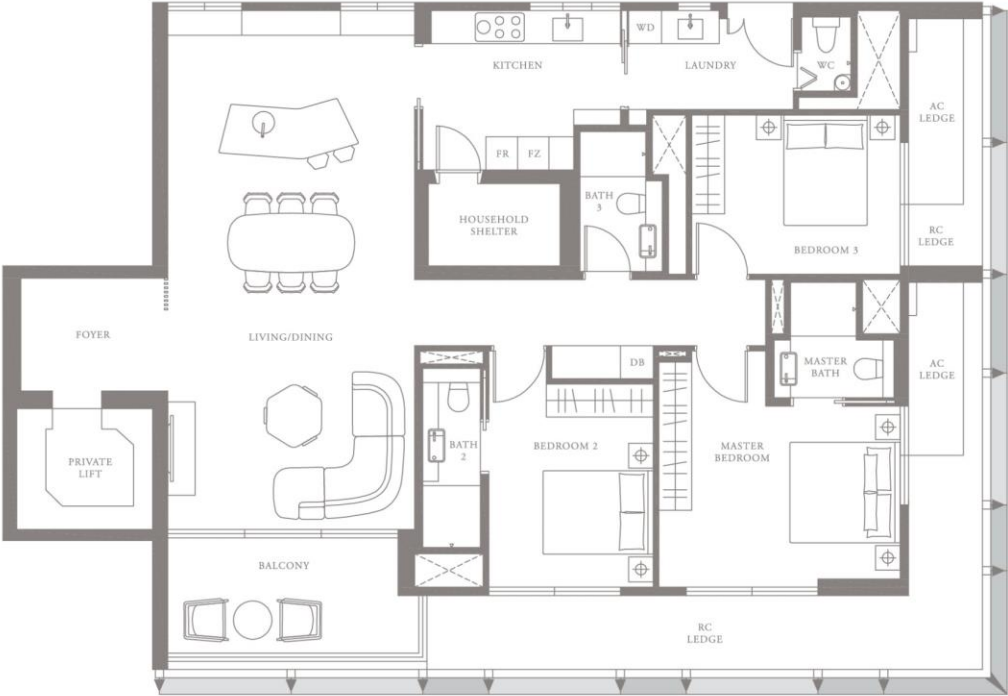 WD
KITCHEN
LAUNDRY
WC
AC
LEDGE
FR
FZ
BATH
3
HOUSEHOLD
SHELTER
BEDROOM 3
RC
LEDGE
FOYER
LIVING/DINING
DB
MASTER
BATH
AC
LEDGE
PRIVATE
LIFT
BATH
2
BEDROOM 2
MASTER
BEDROOM
BALCONY
RC
LEDGE